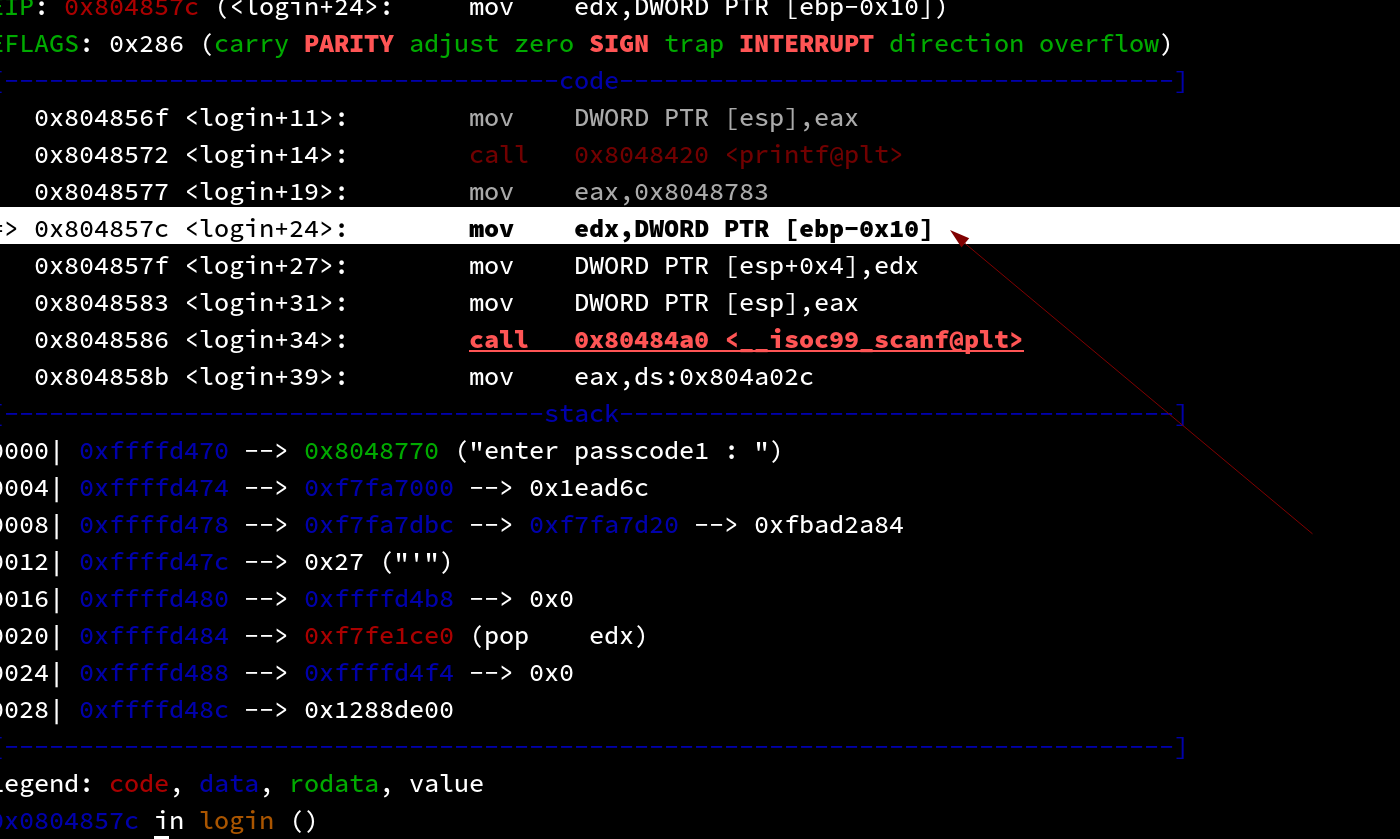 EIP: 0x804857c (<login+24>: mov edx,DWORD PTR [ebp-0x10])
EFLAGS: 0x286 (carry PARITY adjust zero SIGN trap INTERRUPT direction overflow)
[-------------------------------------code-------------------------------------]
0x804856f <login+11>: mov DWORD PTR [esp],eax
0x8048572 <login+14>: call 0x8048420 <printf@plt>
0x8048577 <login+19>: mov eax,0x8048783
=> 0x804857c <login+24>: mov edx,DWORD PTR [ebp-0x10]
0x804857f <login+27>: mov DWORD PTR [esp+0x4],edx
0x8048583 <login+31>: mov DWORD PTR [esp],eax
0x8048586 <login+34>: call 0x80484a0 <__isoc99_scanf@plt>
0x804858b <login+39>: mov eax,ds:0x804a02c
[------------------------------------stack-------------------------------------]
0000| 0xffffd470 --> 0x8048770 ("enter passcode1 : ")
0004| 0xffffd474 --> 0xf7fa7000 --> 0x1ead6c
0008| 0xffffd478 --> 0xf7fa7dbc --> 0xf7fa7d20 --> 0xfbad2a84
0012| 0xffffd47c --> 0x27 ("'")
0016| 0xffffd480 --> 0xffffd4b8 --> 0x0
0020| 0xffffd484 --> 0xf7fe1ce0 (pop edx)
0024| 0xffffd488 --> 0xffffd4f4 --> 0x0
0028| 0xffffd48c --> 0x1288de00
[------------------------------------------------------------------------------]
Legend: code, data, rodata, value
0x0804857c in login ()